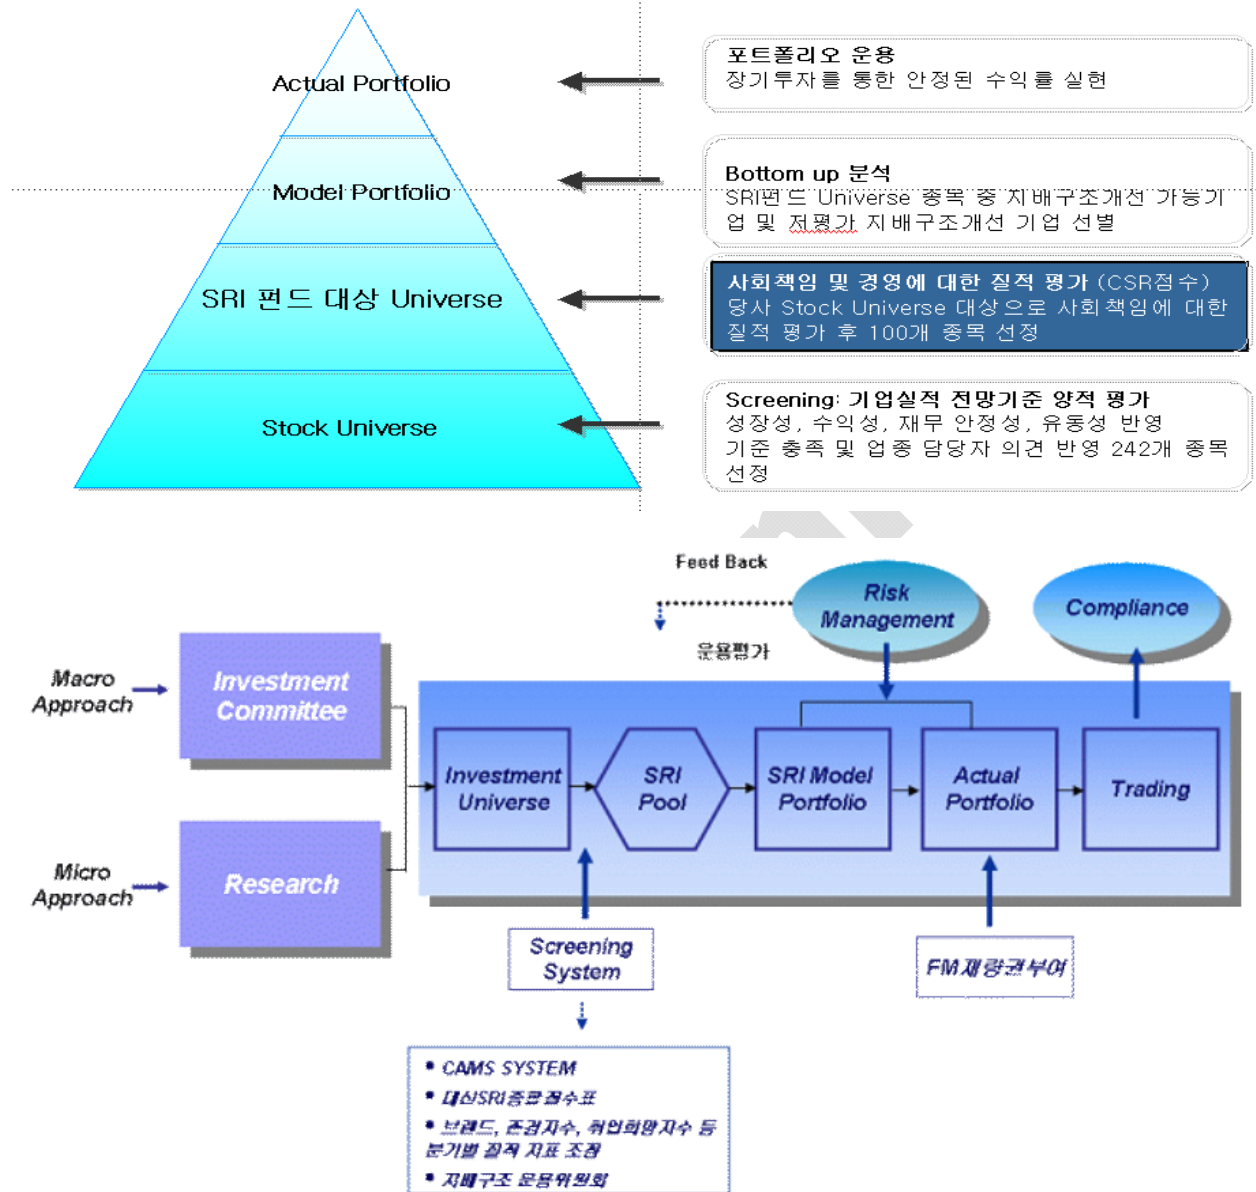 Actual Portfolio
포트폴리오 운용
장기투자를 통한 안정된 수익률 실현
Model Portfolio
Bottom up 분석
SRI펀드 Universe 종목 중 지배구조개선 가능기
업 및 저평가 지배구조개선 기업 선별
SRI 펀드 대상 Universe
사회책임 및 경영에 대한 질적 평가 (CSR점수)
당사 Stock Universe 대상으로 사회책임에 대한
질적 평가 후 100개 종목 선정
Stock Universe
Screening: 기업실적 전망기준 양적 평가
성장성, 수익성, 재무 안정성, 유동성 반영
기준 충족 및 업종 담당자 의견 반영 242개 종목
선정
Feed Back
운용평가
Risk
Management
Compliance
Macro
Approach
Investment
Committee
Micro
Approach
Research
Investment
Universe
SRI
Pool
SRI Model
Portfolio
Actual
Portfolio
Trading
Screening
System
FM재량권부여
• CAMS SYSTEM
• 대신SRI종합점수표
• 브랜드, 존경지수, 취업희망지수 등
분기별 질적 지표 조정
• 지배구조 운용위원회